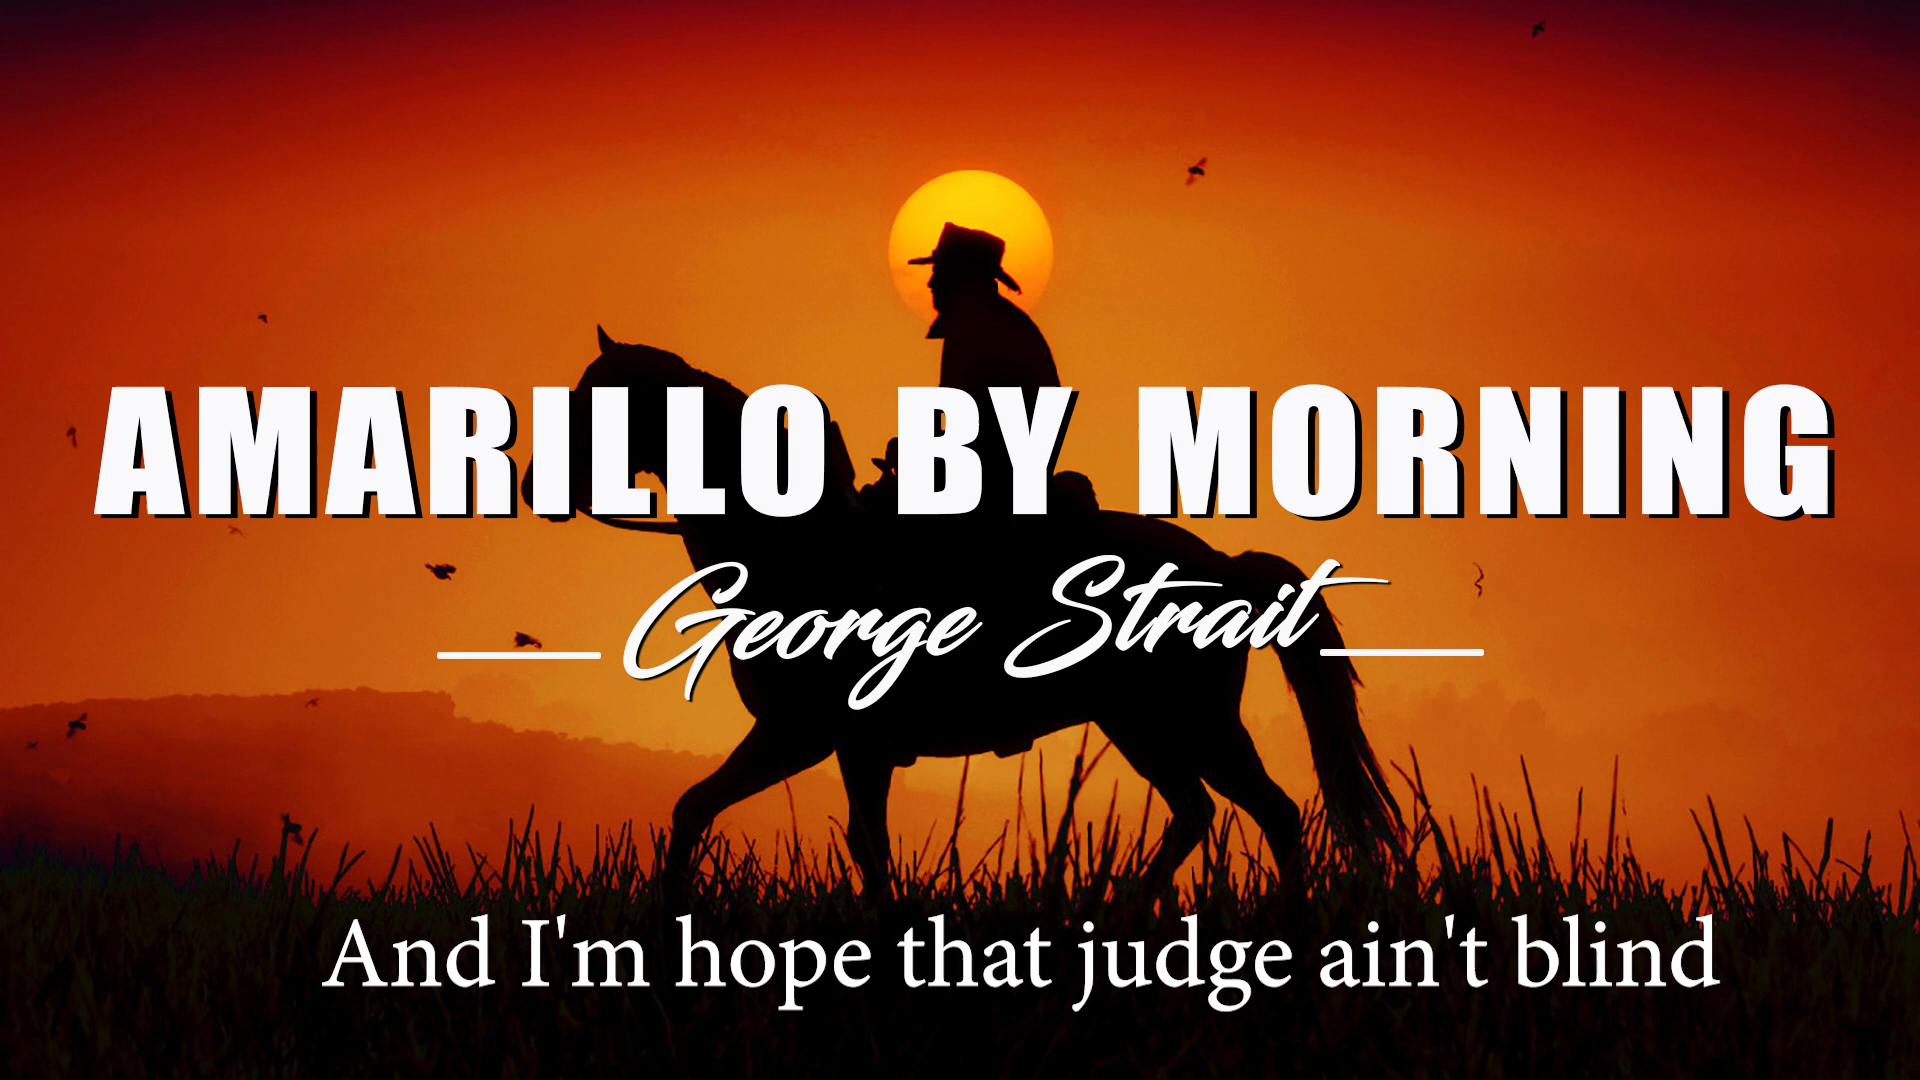 AMARILLO BY MORNING
George Strait
And I'm hope that judge ain't blind